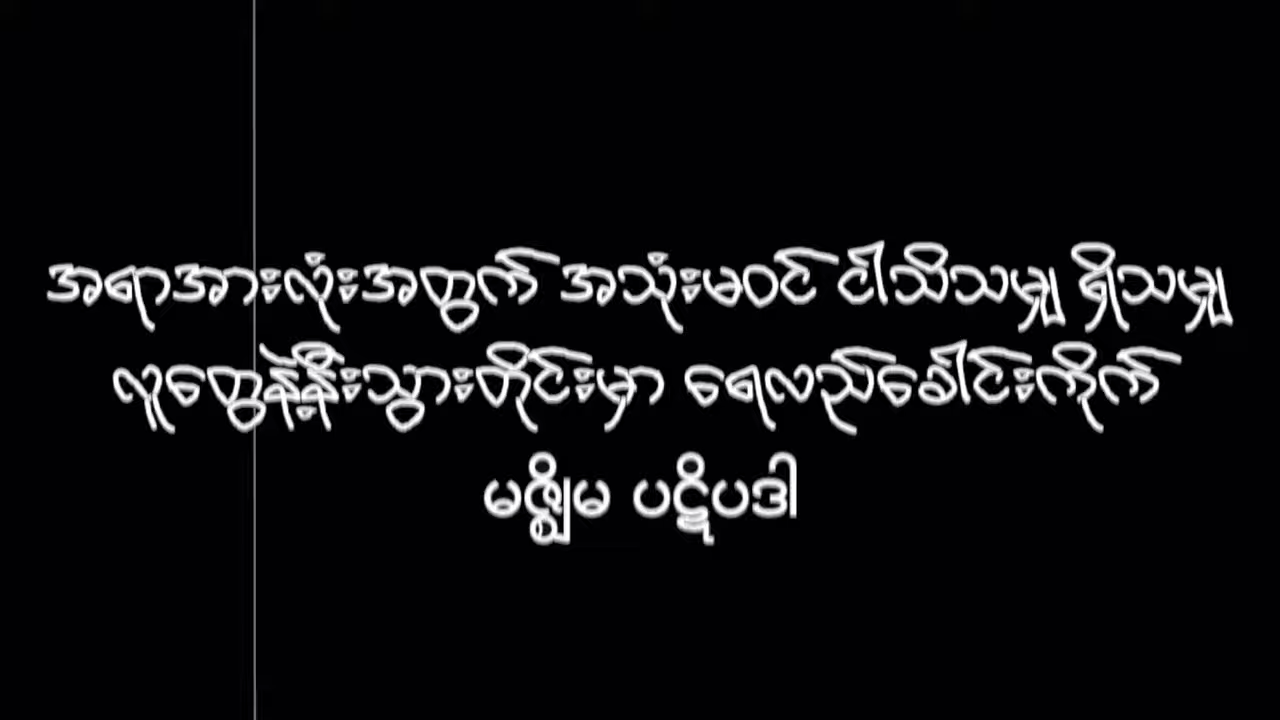 အရာအားလုံးအတွက် အသုံးမဝင် ငါသိသမျှ ရှိသမျှ
လူတွေနဲ့နီးသွားတိုင်းမှာ ရေလည်ခေါင်းကိုက်
မဇ္ဈိမ ပဋိပဒါ